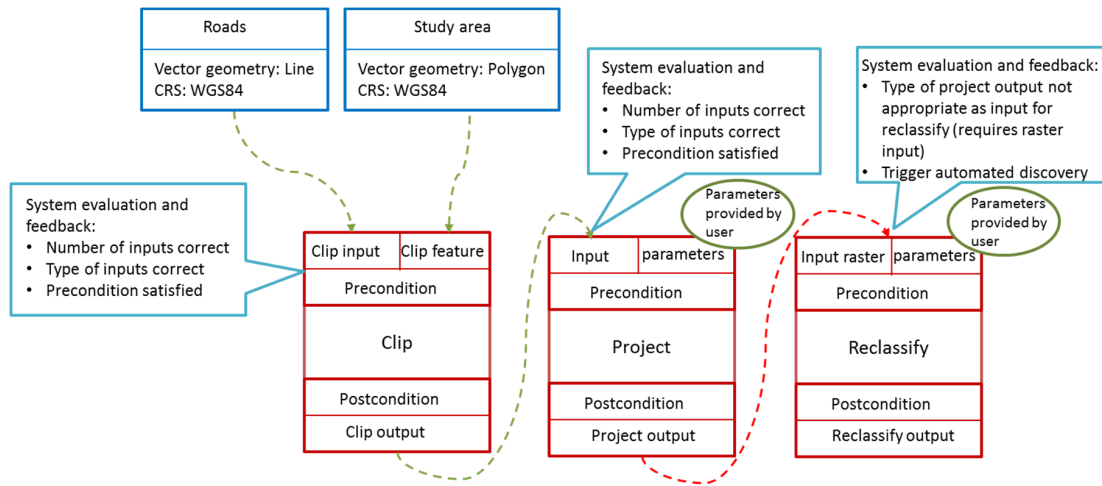 Roads
Vector geometry: Line
CRS: WGS84
Study area
Vector geometry: Polygon
CRS: WGS84
System evaluation and
feedback:
• Number of inputs correct
• Type of inputs correct
• Precondition satisfied
System evaluation and feedback:
• Type of project output not
appropriate as input for
reclassify (requires raster
input)
• Trigger automated discovery
System evaluation and
feedback:
• Number of inputs correct
• Type of inputs correct
• Precondition satisfied
Parameters
provided by
user
Parameters
provided by
user
Clip input
Clip feature
Precondition
Clip
Postcondition
Clip output
Input
parameters
Precondition
Project
Postcondition
Project output
Input raster
parameters
Precondition
Reclassify
Postcondition
Reclassify output